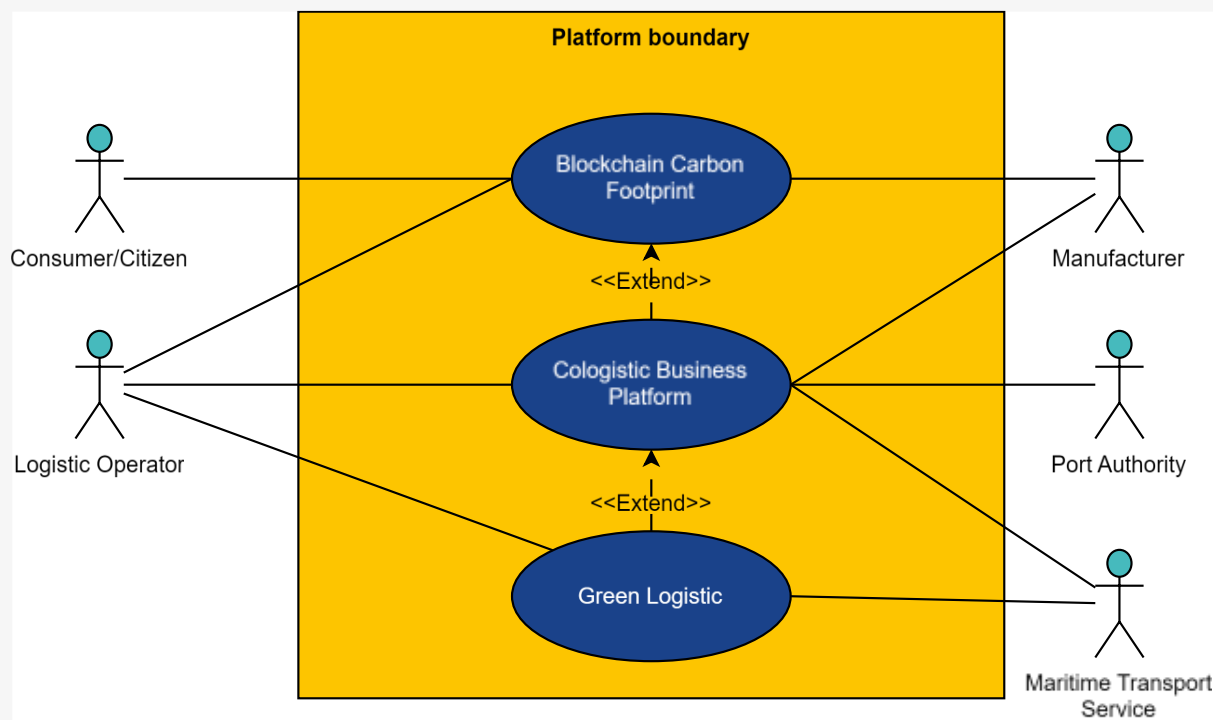 Platform boundary
Blockchain Carbon
Footprint
Consumer/Citizen
Manufacturer
<<Extend>>
Cologistic Business
Platform
Logistic Operator
Port Authority
<<Extend>>
Green Logistic
Maritime Transport
Service